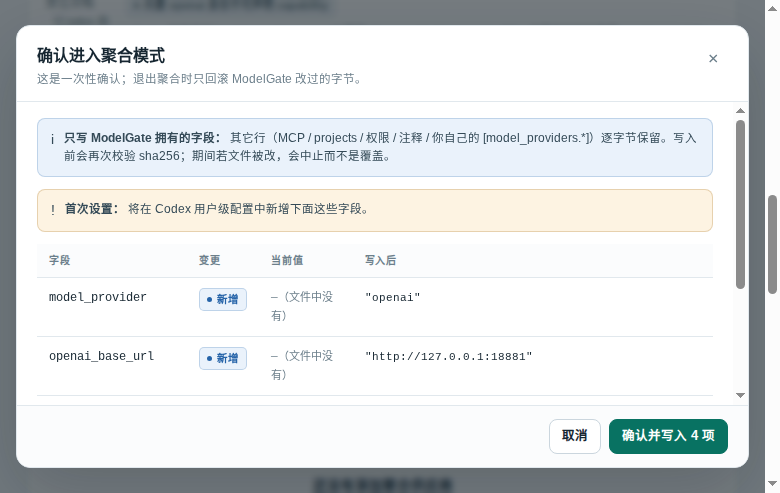 确认进入聚合模式
×
这是一次性确认；退出聚合时只回滚 ModelGate 改过的字节。
i 只写 ModelGate 拥有的字段： 其它行（MCP / projects / 权限 / 注释 / 你自己的 [model_providers.*]）逐字节保留。写入
前会再次校验 sha256；期间若文件被改，会中止而不是覆盖。
! 首次设置： 将在 Codex 用户级配置中新增下面这些字段。
字段 变更 当前值 写入后
model_provider 新增 —（文件中没 "openai"
有）
openai_base_url 新增 —（文件中没 "http://127.0.0.1:18881"
有）
取消 确认并写入 4 项